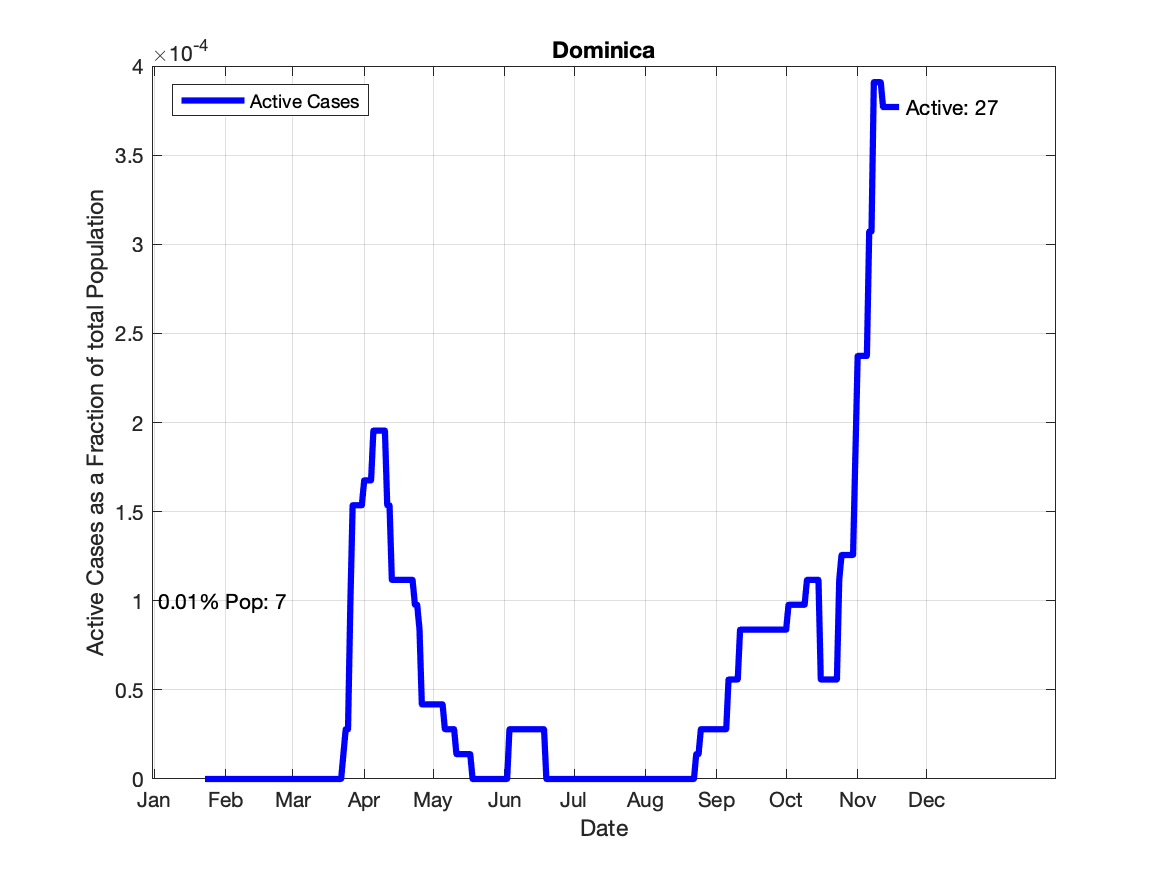 Dominica
×10⁻⁴
Active Cases
Active: 27
4
3.5
3
2.5
2
1.5
1
0.5
0
0.01% Pop: 7
Active Cases as a Fraction of total Population
Jan Feb Mar Apr May Jun Jul Aug Sep Oct Nov Dec
Date